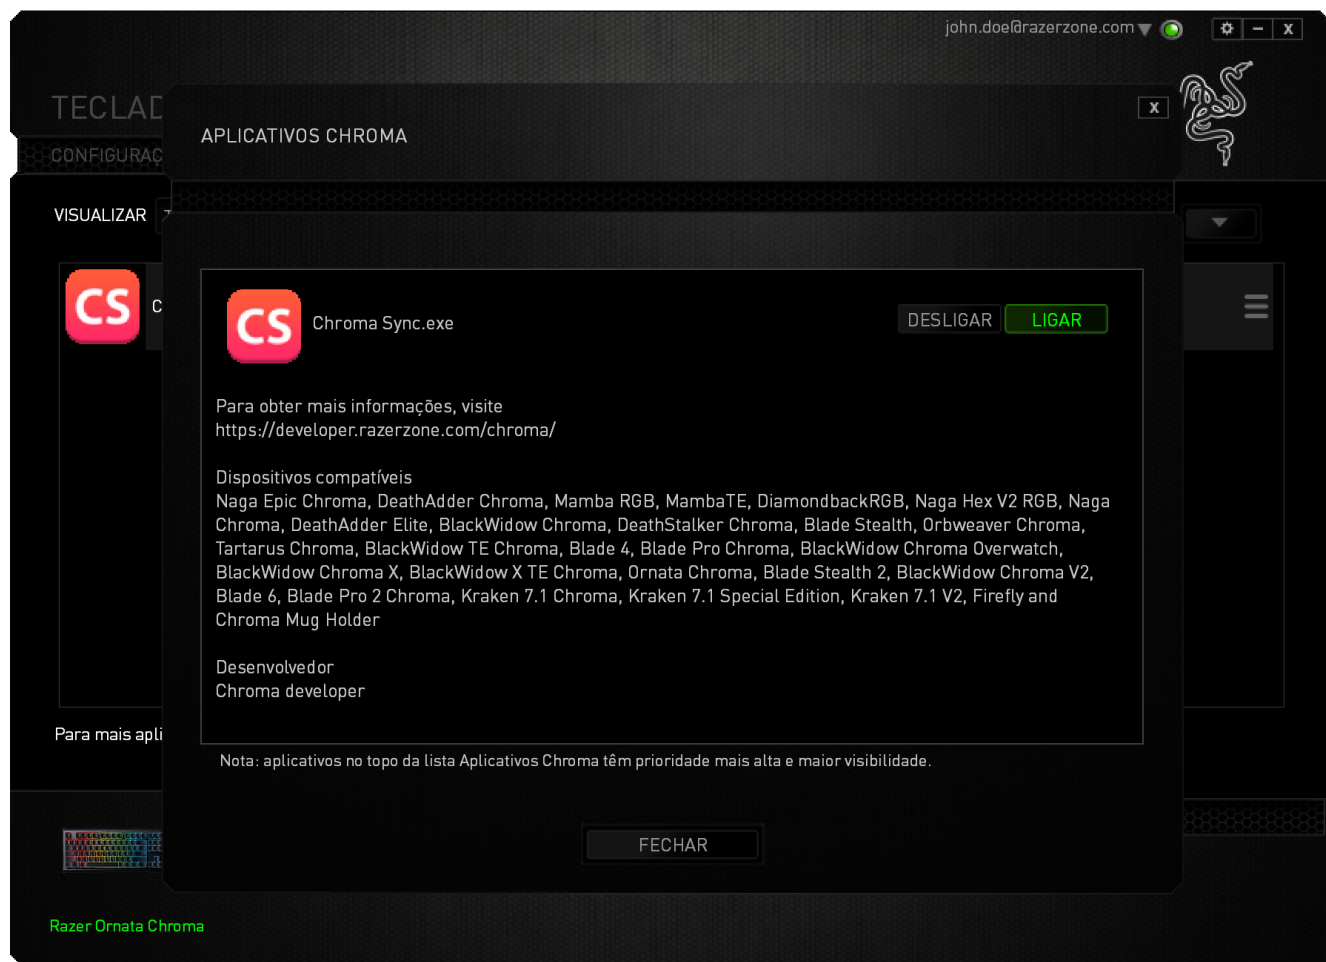 john.doe@razerzone.com
X
TECLAD
X
APLICATIVOS CHROMA
CONFIGURAÇ
VISUALIZAR
CS
C
CS
Chroma Sync.exe
DESLIGAR
LIGAR
Para obter mais informações, visite
https://developer.razerzone.com/chroma/
Dispositivos compatíveis
Naga Epic Chroma, DeathAdder Chroma, Mamba RGB, MambaTE, DiamondbackRGB, Naga Hex V2 RGB, Naga
Chroma, DeathAdder Elite, BlackWidow Chroma, DeathStalker Chroma, Blade Stealth, Orbweaver Chroma,
Tartarus Chroma, BlackWidow TE Chroma, Blade 4, Blade Pro Chroma, BlackWidow Chroma Overwatch,
BlackWidow Chroma X, BlackWidow X TE Chroma, Ornata Chroma, Blade Stealth 2, BlackWidow Chroma V2,
Blade 6, Blade Pro 2 Chroma, Kraken 7.1 Chroma, Kraken 7.1 Special Edition, Kraken 7.1 V2, Firefly and
Chroma Mug Holder
Desenvolvedor
Chroma developer
Para mais apli
Nota: aplicativos no topo da lista Aplicativos Chroma têm prioridade mais alta e maior visibilidade.
FECHAR
Razer Ornata Chroma